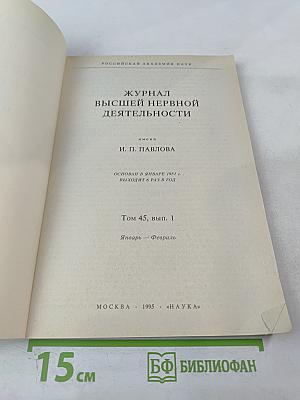 РОССИЙСКАЯ АКАДЕМИЯ НАУК
ЖУРНАЛ
ВЫСШЕЙ НЕРВНОЙ
ДЕЯТЕЛЬНОСТИ
имени
И. П. ПАВЛОВА
ОСНОВАН В ЯНВАРЕ 1951 г.
ВЫХОДИТ 6 РАЗ В ГОД
Том 45, вып. 1
Январь — Февраль
МОСКВА · 1995 · «НАУКА»
15 см
БФ БИБЛИОФАН